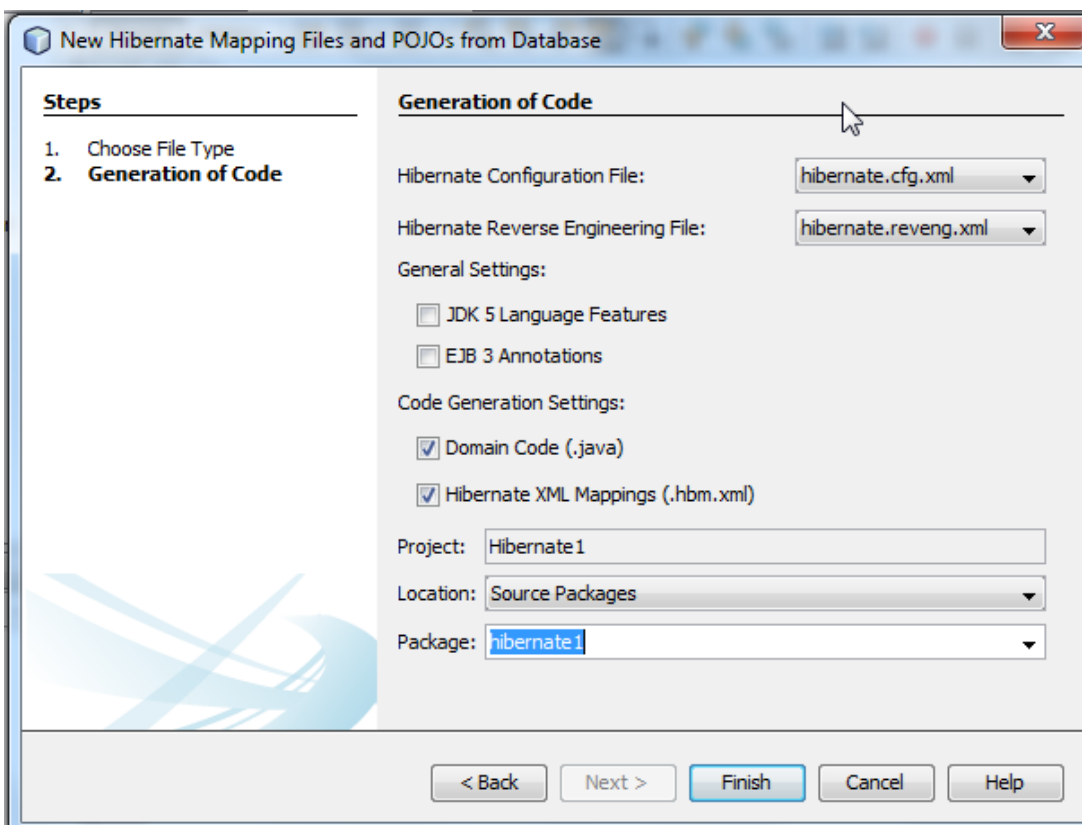 New Hibernate Mapping Files and POJOs from Database
Steps
1. Choose File Type
2. Generation of Code
Generation of Code
Hibernate Configuration File: hibernate.cfg.xml
Hibernate Reverse Engineering File: hibernate.reveng.xml
General Settings:
JDK 5 Language Features
EJB 3 Annotations
Code Generation Settings:
Domain Code (.java)
Hibernate XML Mappings (.hbm.xml)
Project: Hibernate1
Location: Source Packages
Package: hibernate1
< Back Next > Finish Cancel Help